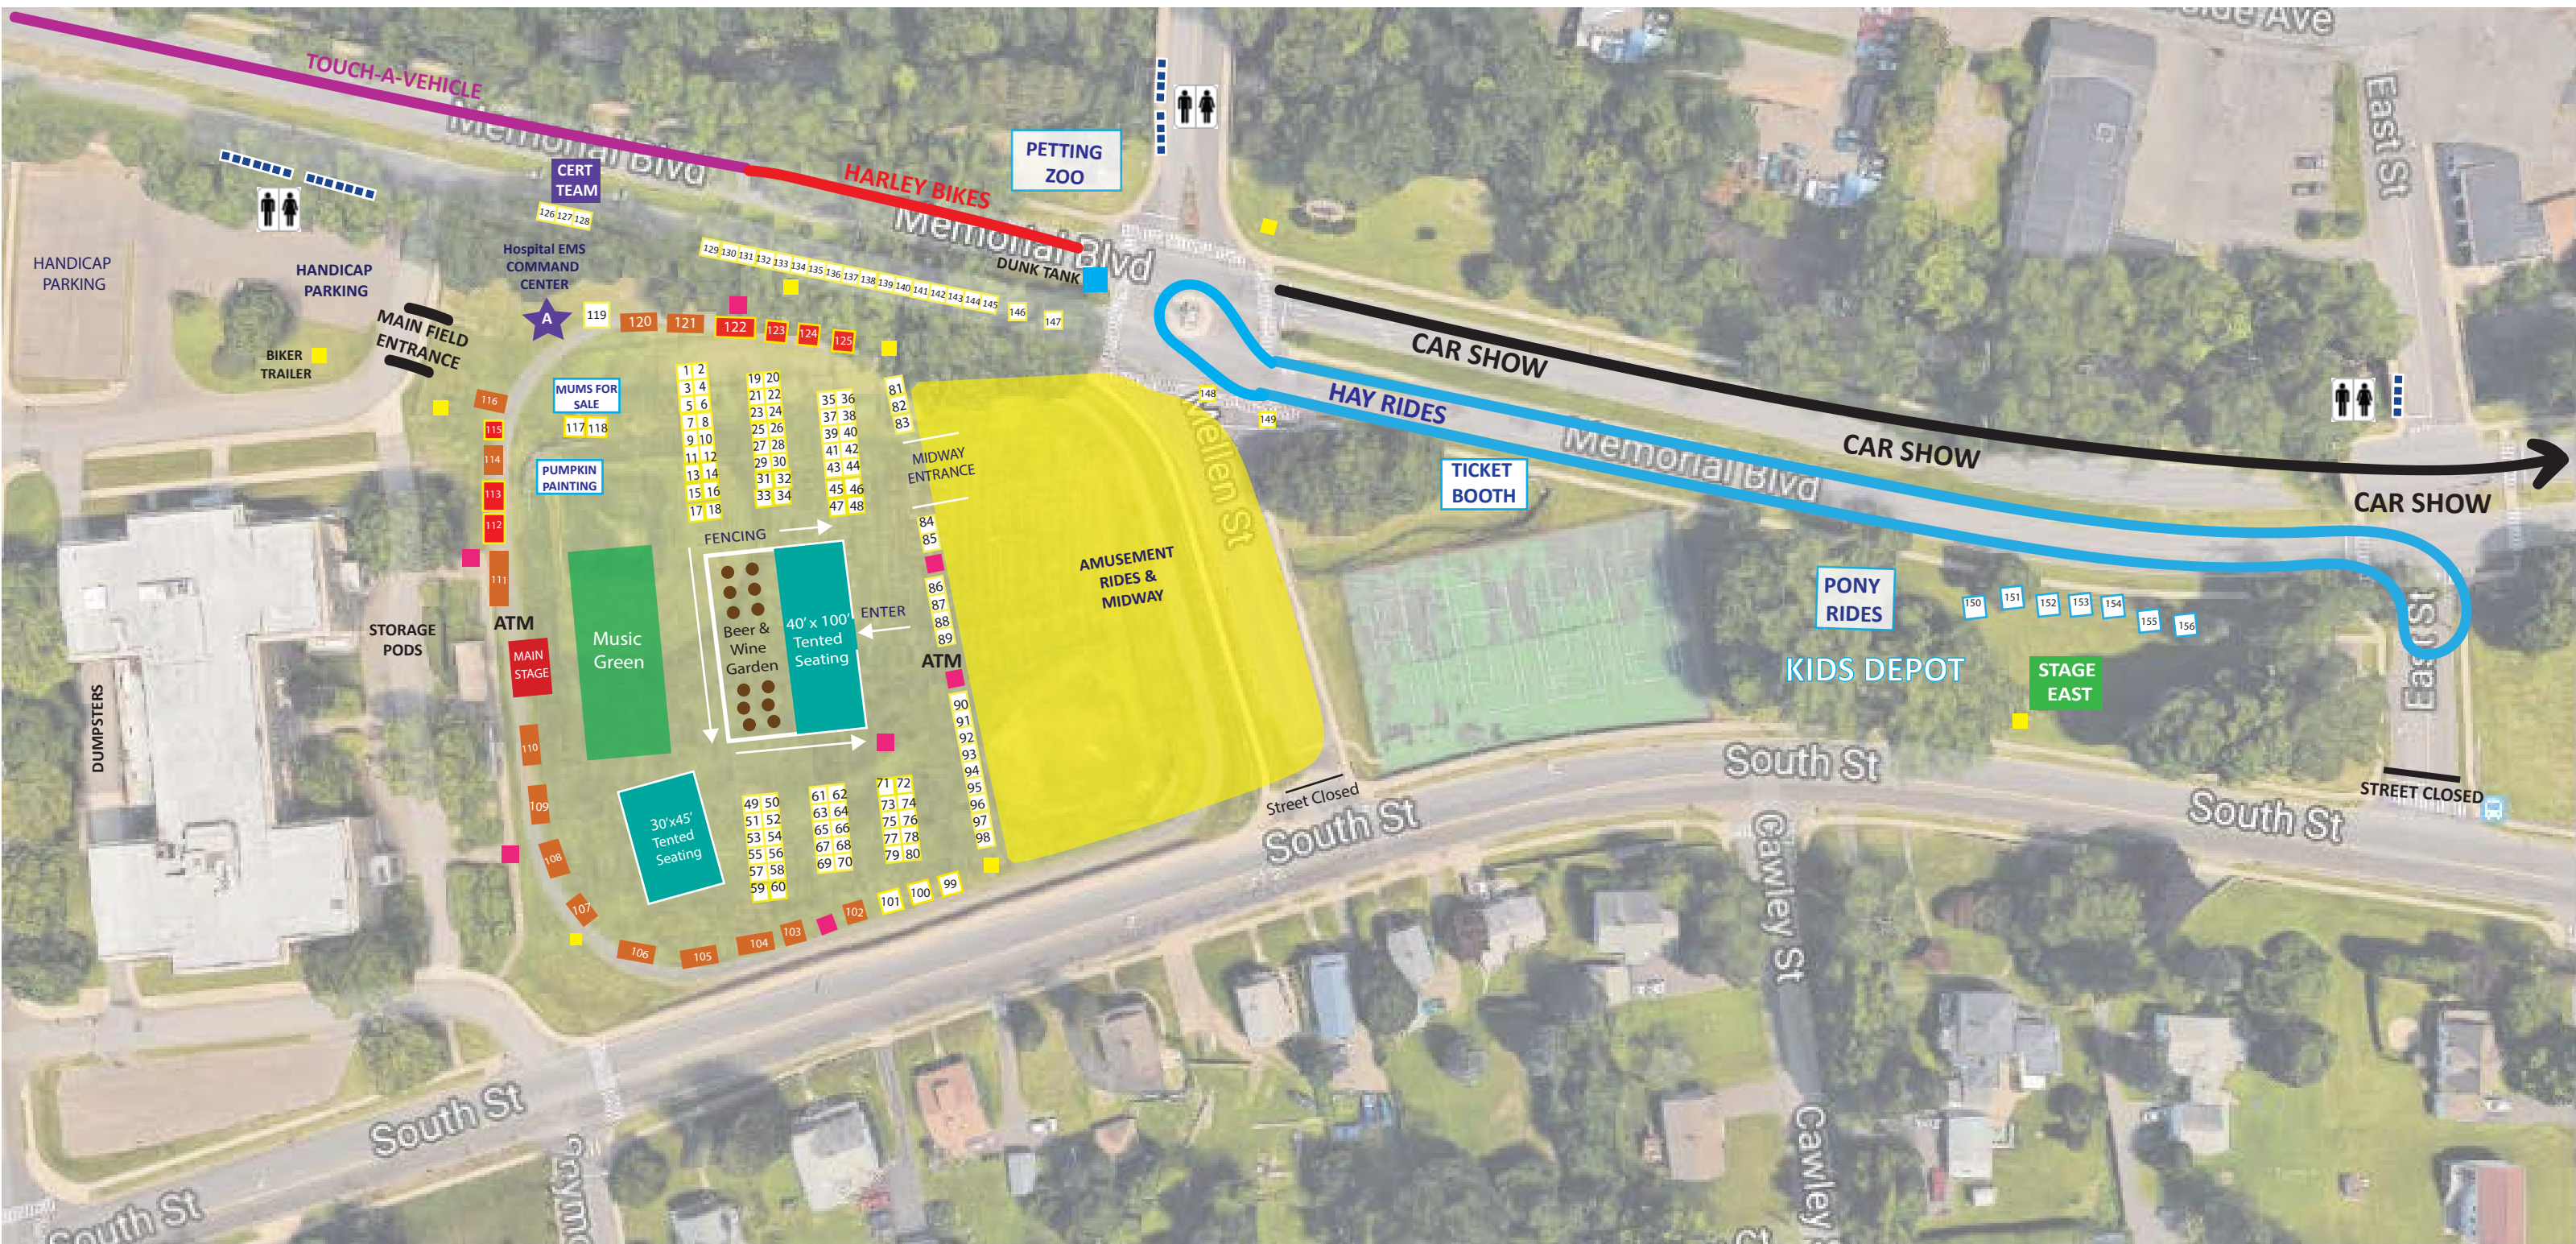 TOUCH-A-VEHICLE
Memorial Blvd
East St
CERT
TEAM
126 127 128
HARLEY BIKES
PETTING
ZOO
Memorial Blvd
DUNK TANK
HANDICAP
PARKING
HANDICAP
PARKING
Hospital EMS
COMMAND
CENTER
A
119
120
121
122
123
124
125
129 130 131 132 133 134 135 136 137 138 139 140 141 142 143 144 145
146
147
MAIN FIELD
ENTRANCE
BIKER
TRAILER
116
115
114
113
112
111
MUMS FOR
SALE
117 118
PUMPKIN
PAINTING
1 2
3 4
5 6
7 8
9 10
11 12
13 14
15 16
17 18
19 20
21 22
23 24
25 26
27 28
29 30
31 32
33 34
35 36
37 38
39 40
41 42
43 44
45 46
47 48
81
82
83
MIDWAY
ENTRANCE
84
85
86
87
88
89
ATM
90
91
92
93
94
95
96
97
98
148
149
CAR SHOW
HAY RIDES
Memorial Blvd
CAR SHOW
CAR SHOW
TICKET
BOOTH
AMUSEMENT
RIDES &
MIDWAY
FENCING
Beer &
Wine
Garden
40' x 100'
Tented
Seating
ENTER
Music
Green
ATM
MAIN
STAGE
STORAGE
PODS
DUMPSTERS
110
109
108
107
106
105
104
103
102
101
100
99
30'x45'
Tented
Seating
49 50
51 52
53 54
55 56
57 58
59 60
61 62
63 64
65 66
67 68
69 70
71 72
73 74
75 76
77 78
79 80
PONY
RIDES
150
151
152
153
154
155
156
KIDS DEPOT
STAGE
EAST
East St
Street Closed
STREET CLOSED
South St
South St
South St
Cawley St
Cawley
South St
South St